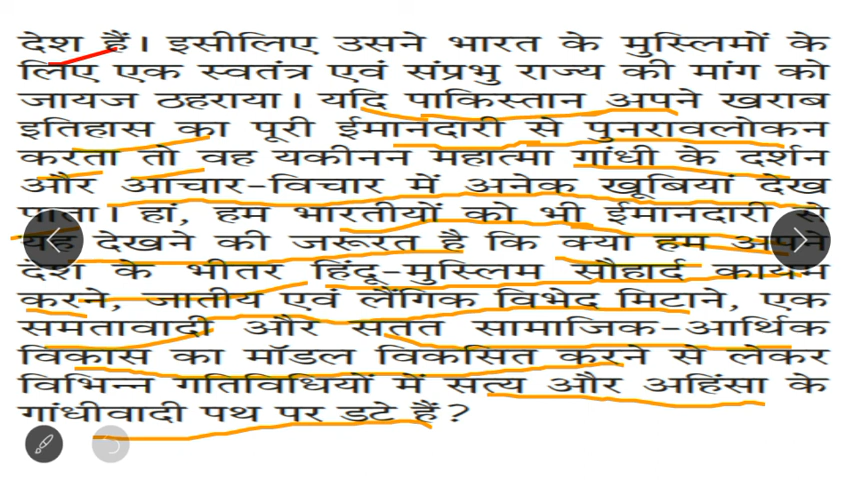 देश हैं। इसीलिए उसने भारत के मुस्लिमों के
लिए एक स्वतंत्र एवं संप्रभु राज्य की मांग को
जायज ठहराया। यदि पाकिस्तान अपने खराब
इतिहास का पूरी ईमानदारी से पुनरावलोकन
करता तो वह यकीनन महात्मा गांधी के दर्शन
और आचार-विचार में अनेक खूबियां देख
पाता। हां, हम भारतीयों को भी ईमानदारी से
यह देखने की जरूरत है कि क्या हम अपने
देश के भीतर हिंदू-मुस्लिम सौहार्द कायम
करने, जातीय एवं लैंगिक विभेद मिटाने, एक
समतावादी और सतत सामाजिक-आर्थिक
विकास का मॉडल विकसित करने से लेकर
विभिन्न गतिविधियों में सत्य और अहिंसा के
गांधीवादी पथ पर डटे हैं?